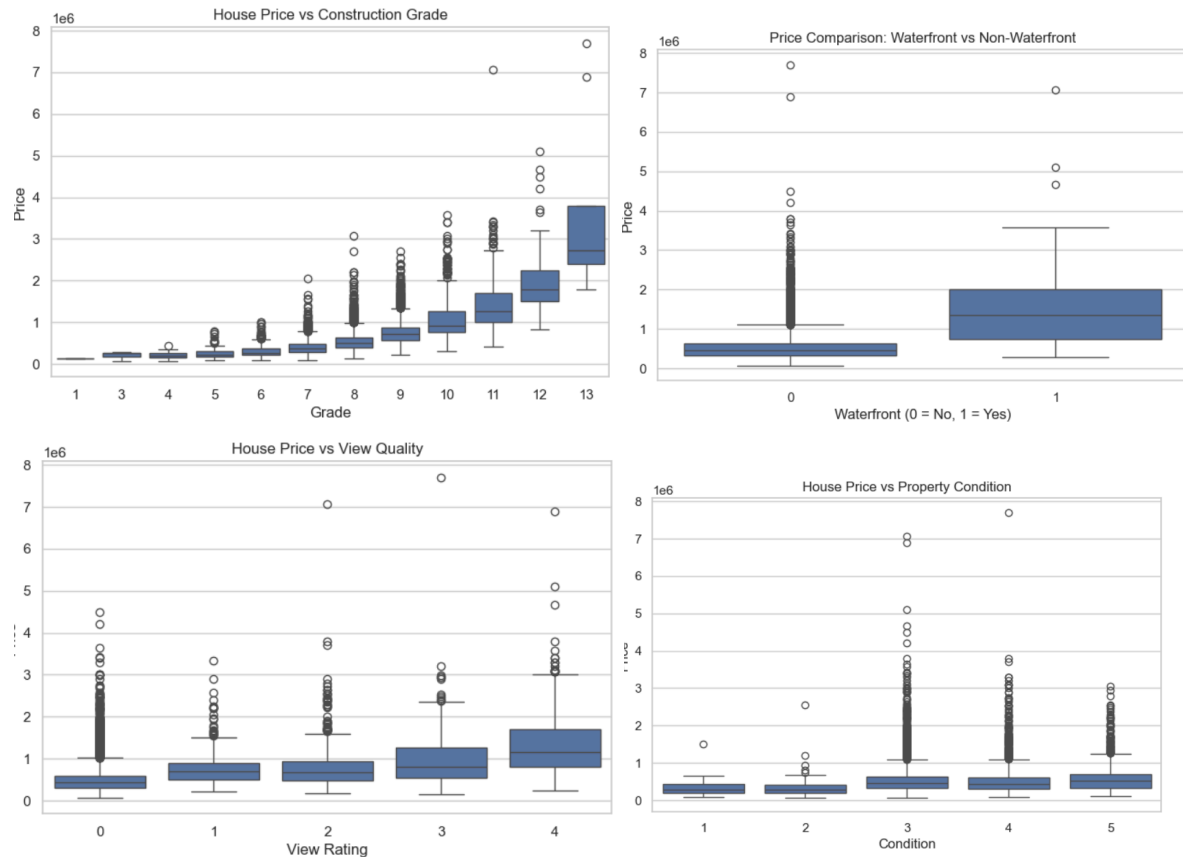 House Price vs Construction Grade
1e6
8
7
6
5
4
3
2
1
0
Price
1 3 4 5 6 7 8 9 10 11 12 13
Grade
Price Comparison: Waterfront vs Non-Waterfront
1e6
8
7
6
5
4
3
2
1
0
Price
0 1
Waterfront (0 = No, 1 = Yes)
House Price vs View Quality
1e6
8
7
6
5
4
3
2
1
0
0 1 2 3 4
View Rating
House Price vs Property Condition
1e6
8
7
6
5
4
3
2
1
0
1 2 3 4 5
Condition